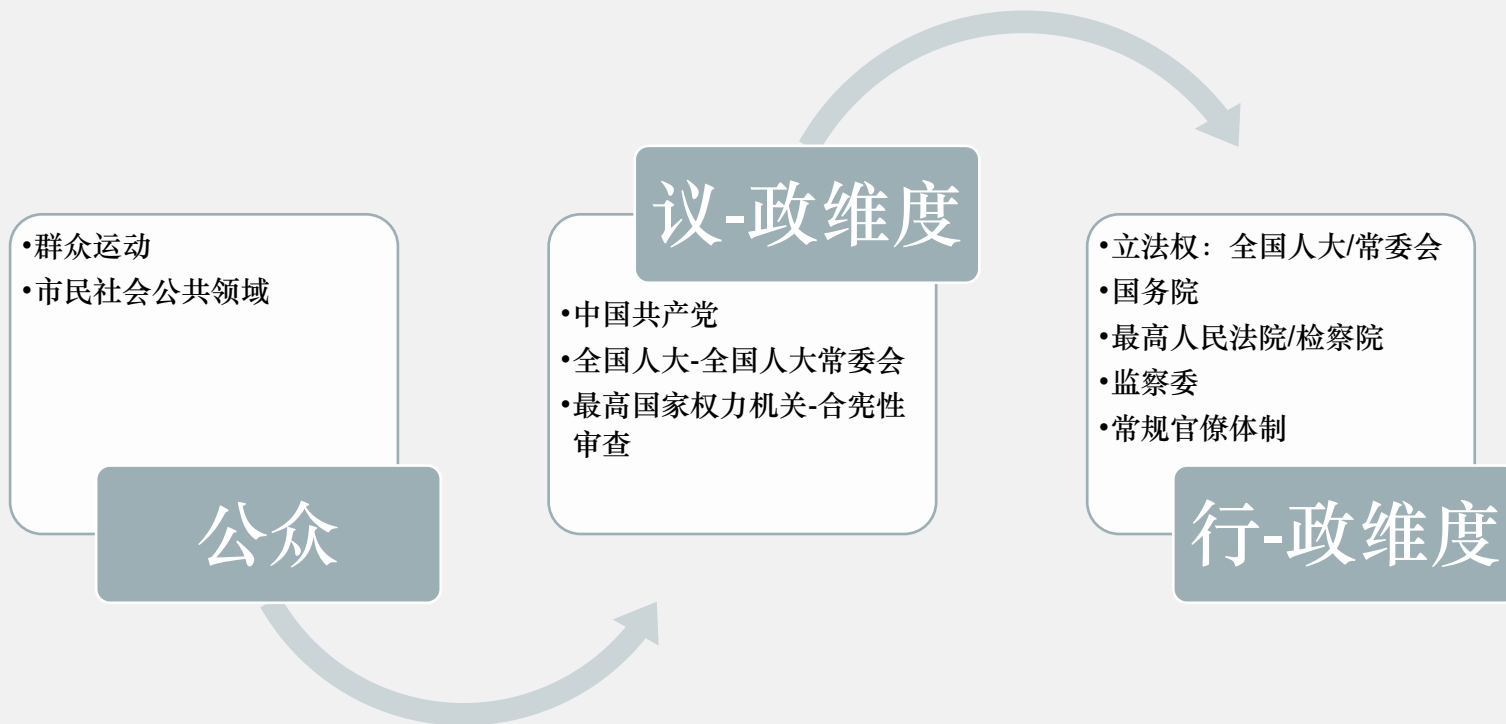 •群众运动
•市民社会公共领域
公众
议-政维度
•中国共产党
•全国人大-全国人大常委会
•最高国家权力机关-合宪性
审查
•立法权：全国人大/常委会
•国务院
•最高人民法院/检察院
•监察委
•常规官僚体制
行-政维度